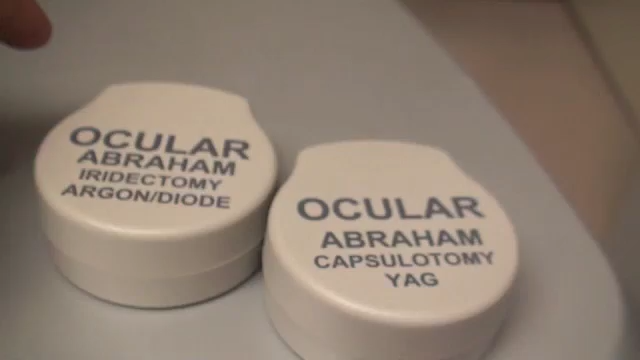 OCULAR
ABRAHAM
IRIDECTOMY
ARGON/DIODE
OCULAR
ABRAHAM
CAPSULOTOMY
YAG